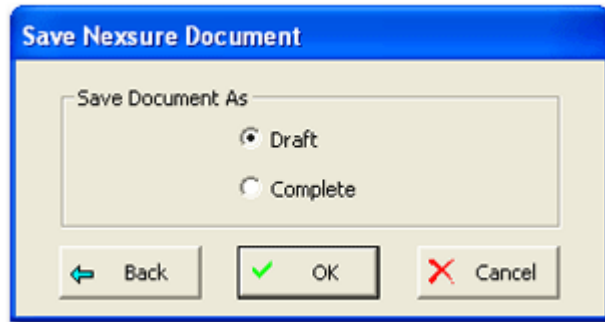 Save Nexsure Document
Save Document As
Draft
Complete
Back OK Cancel